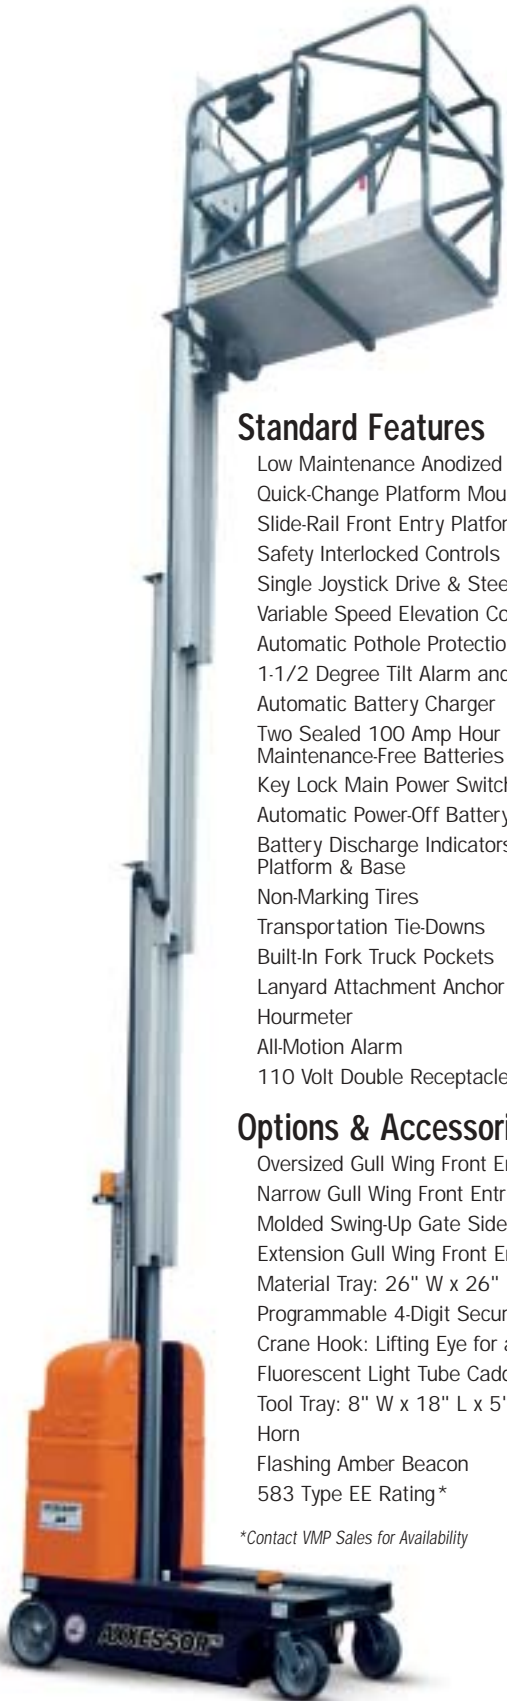 Standard Features
Low Maintenance Anodized
Quick-Change Platform Mou
Slide-Rail Front Entry Platfor
Safety Interlocked Controls
Single Joystick Drive & Stee
Variable Speed Elevation Co
Automatic Pothole Protectio
1-1/2 Degree Tilt Alarm and
Automatic Battery Charger
Two Sealed 100 Amp Hour
Maintenance-Free Batteries
Key Lock Main Power Switch
Automatic Power-Off Battery
Battery Discharge Indicators
Platform & Base
Non-Marking Tires
Transportation Tie-Downs
Built-In Fork Truck Pockets
Lanyard Attachment Anchor
Hourmeter
All-Motion Alarm
110 Volt Double Receptacle
Options & Accessori
Oversized Gull Wing Front En
Narrow Gull Wing Front Entr
Molded Swing-Up Gate Side
Extension Gull Wing Front En
Material Tray: 26" W x 26"
Programmable 4-Digit Secur
Crane Hook: Lifting Eye for a
Fluorescent Light Tube Cadd
Tool Tray: 8" W x 18" L x 5"
Horn
Flashing Amber Beacon
583 Type EE Rating*
*Contact VMP Sales for Availability
AXXESSOR™